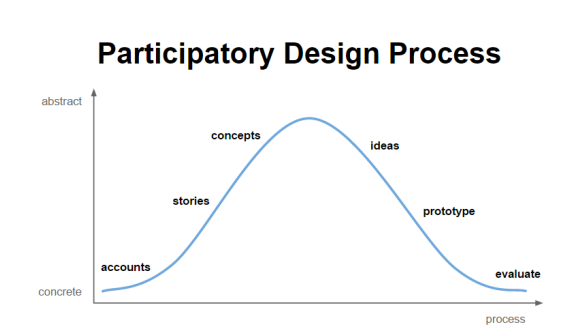 Participatory Design Process
abstract
concepts
ideas
stories
prototype
accounts
evaluate
concrete
process